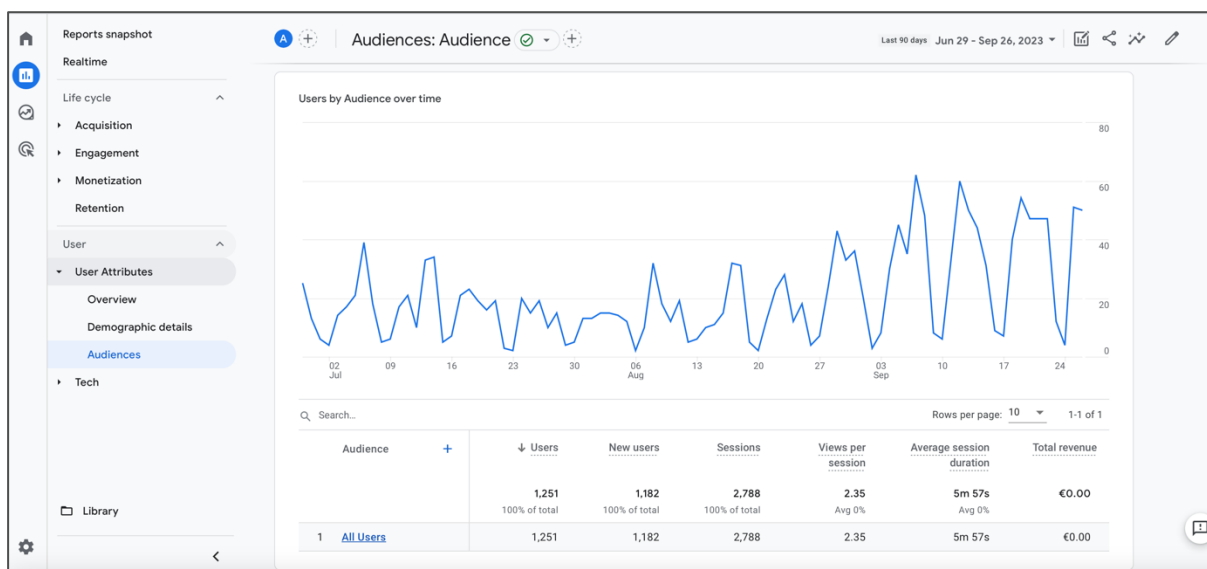 Reports snapshot
Realtime
Life cycle
Acquisition
Engagement
Monetization
Retention
User
User Attributes
Overview
Demographic details
Audiences
Tech
Library
A
Audiences: Audience
Last 90 days Jun 29 - Sep 26, 2023
Users by Audience over time
80
60
40
20
0
02 09 16 23 30 06 13 20 27 03 10 17 24
Jul Aug Sep
Search...
Rows per page: 10 1-1 of 1
Audience + Users New users Sessions Views per Average session Total revenue
session duration
1,251 1,182 2,788 2.35 5m 57s €0.00
100% of total 100% of total 100% of total Avg 0% Avg 0%
1 All Users 1,251 1,182 2,788 2.35 5m 57s €0.00